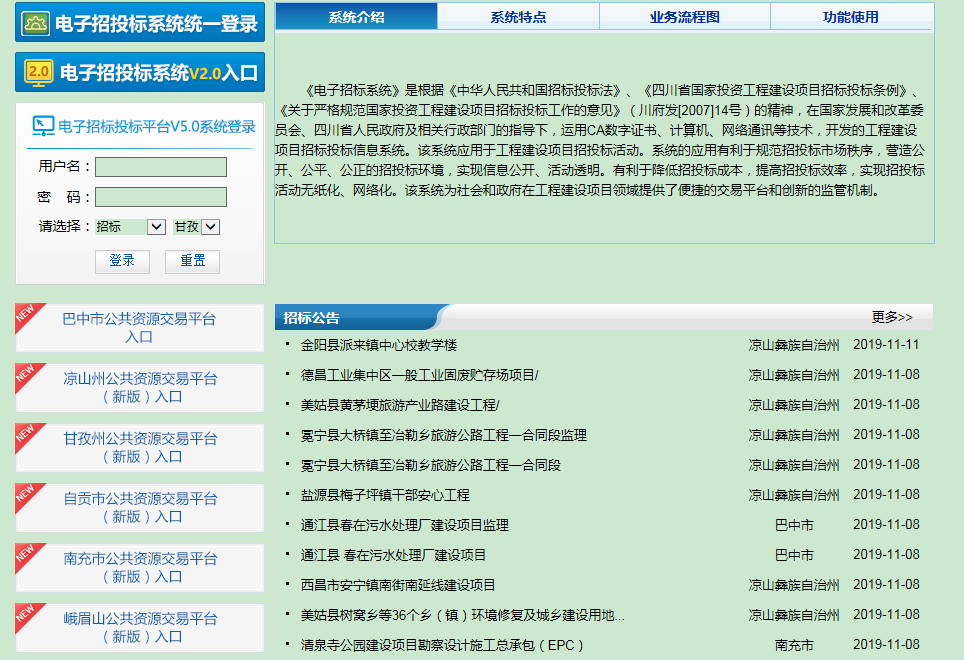 电子招投标系统统一登录
2.0 电子招投标系统V2.0入口
电子招标投标平台V5.0系统登录
用户名：
密　码：
请选择： 招标 甘孜
登录 重置
NEW 巴中市公共资源交易平台
入口
NEW 凉山州公共资源交易平台
（新版）入口
NEW 甘孜州公共资源交易平台
（新版）入口
NEW 自贡市公共资源交易平台
（新版）入口
NEW 南充市公共资源交易平台
（新版）入口
NEW 峨眉山公共资源交易平台
（新版）入口
系统介绍 系统特点 业务流程图 功能使用
《电子招投标系统》是根据《中华人民共和国招标投标法》、《四川省国家投资工程建设项目招标投标条例》、
《关于严格规范国家投资工程建设项目招标投标工作的意见》（川府发[2007]14号）的精神，在国家发展和改革委
员会、四川省人民政府及相关行政部门的指导下，运用CA数字证书、计算机、网络通讯等技术，开发的工程建设
项目招标投标信息系统。该系统应用于工程建设项目招投标活动。系统的应用有利于规范招投标市场秩序，营造公
开、公平、公正的招投标环境，实现信息公开、活动透明。有利于降低招投标成本，提高招投标效率，实现招投标
活动无纸化、网络化。该系统为社会和政府在工程建设项目领域提供了便捷的交易平台和创新的监管机制。
招标公告 更多>>
· 金阳县派来镇中心校教学楼 凉山彝族自治州 2019-11-11
· 德昌工业集中区一般工业固废贮存场项目/ 凉山彝族自治州 2019-11-08
· 美姑县黄茅埂旅游产业路建设工程/ 凉山彝族自治州 2019-11-08
· 冕宁县大桥镇至冶勒乡旅游公路工程一合同段监理 凉山彝族自治州 2019-11-08
· 冕宁县大桥镇至冶勒乡旅游公路工程一合同段 凉山彝族自治州 2019-11-08
· 盐源县梅子坪镇干部安心工程 凉山彝族自治州 2019-11-08
· 通江县春在污水处理厂建设项目监理 巴中市 2019-11-08
· 通江县 春在污水处理厂建设项目 巴中市 2019-11-08
· 西昌市安宁镇南街南延线建设项目 凉山彝族自治州 2019-11-08
· 美姑县树窝乡等36个乡（镇）环境修复及城乡建设用地... 凉山彝族自治州 2019-11-08
· 清泉寺公园建设项目勘察设计施工总承包（EPC） 南充市 2019-11-08